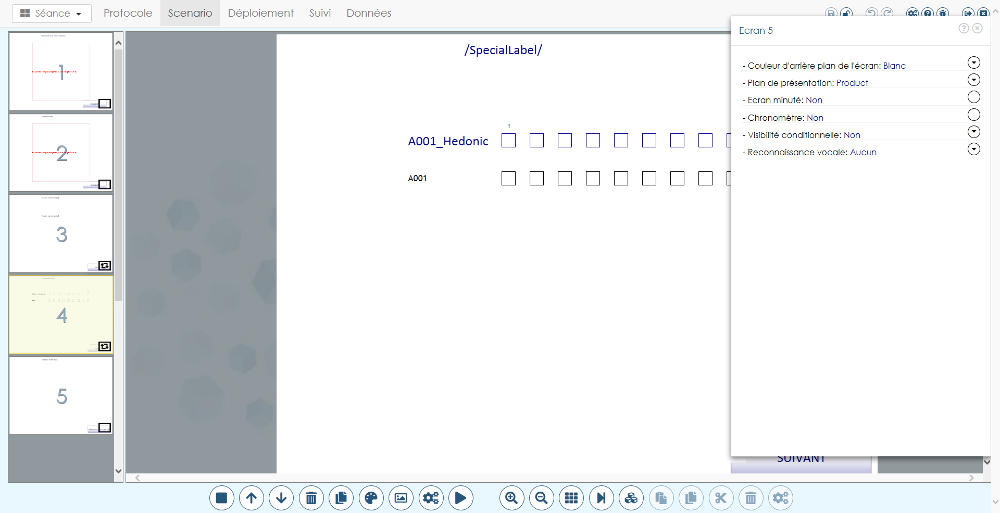 Séance
Protocole
Scenario
Déploiement
Suivi
Données
Ecran 5
- Couleur d'arrière plan de l'écran: Blanc
- Plan de présentation: Product
- Ecran minuté: Non
- Chronomètre: Non
- Visibilité conditionnelle: Non
- Reconnaissance vocale: Aucun
/SpecialLabel/
1
A001_Hedonic
A001
SUIVANT
1
2
3
4
5